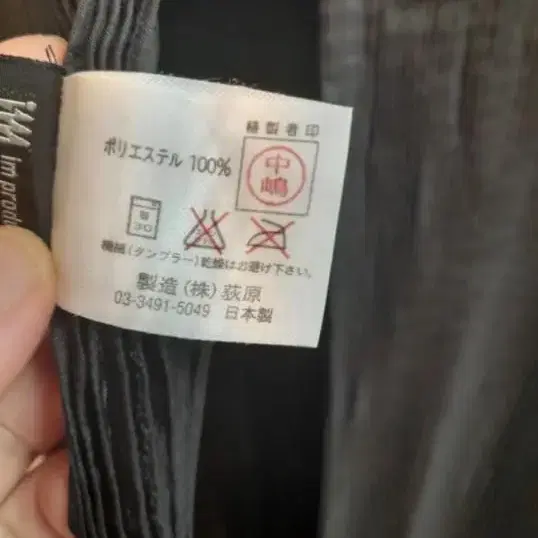 im produ
縫製者印
ポリエステル 100%
中嶋
機械(タンブラー)乾燥はお避け下さい。
製造(株)荻原
03-3491-5049 日本製